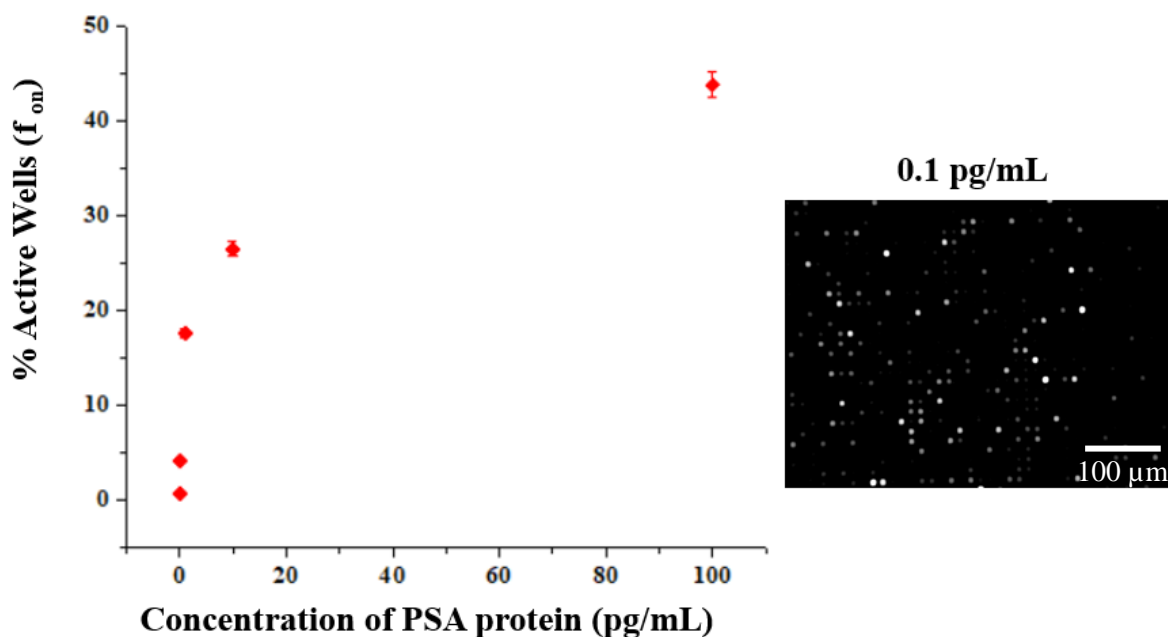 % Active Wells (f on)
50
40
30
20
10
0
0 20 40 60 80 100
Concentration of PSA protein (pg/mL)
0.1 pg/mL
100 µm